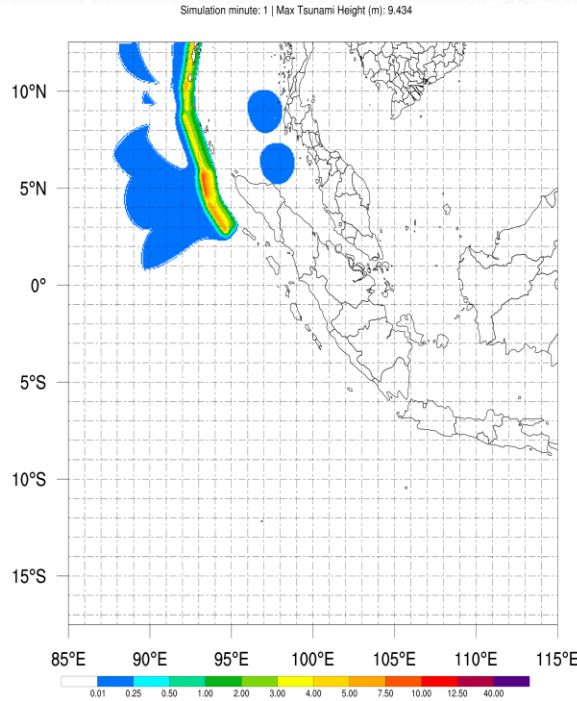 Simulation minute: 1 | Max Tsunami Height (m): 9.434
10°N
5°N
0°
5°S
10°S
15°S
85°E 90°E 95°E 100°E 105°E 110°E 115°E
0.01 0.25 0.50 1.00 2.00 3.00 4.00 5.00 7.50 10.00 12.50 40.00